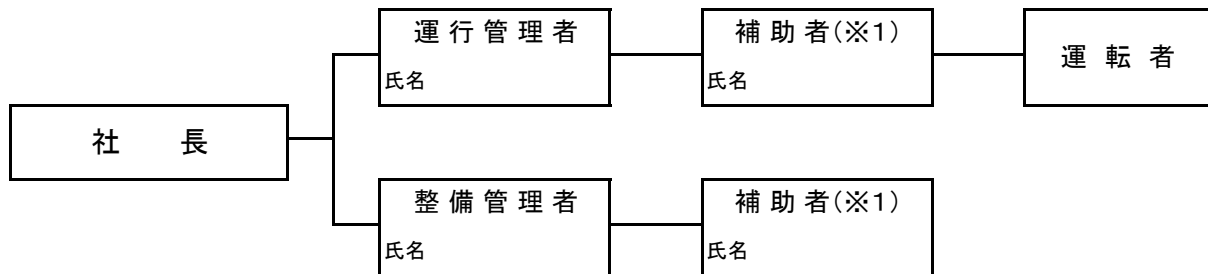 運行管理者
氏名
補助者(※1)
氏名
運転者
社長
整備管理者
氏名
補助者(※1)
氏名